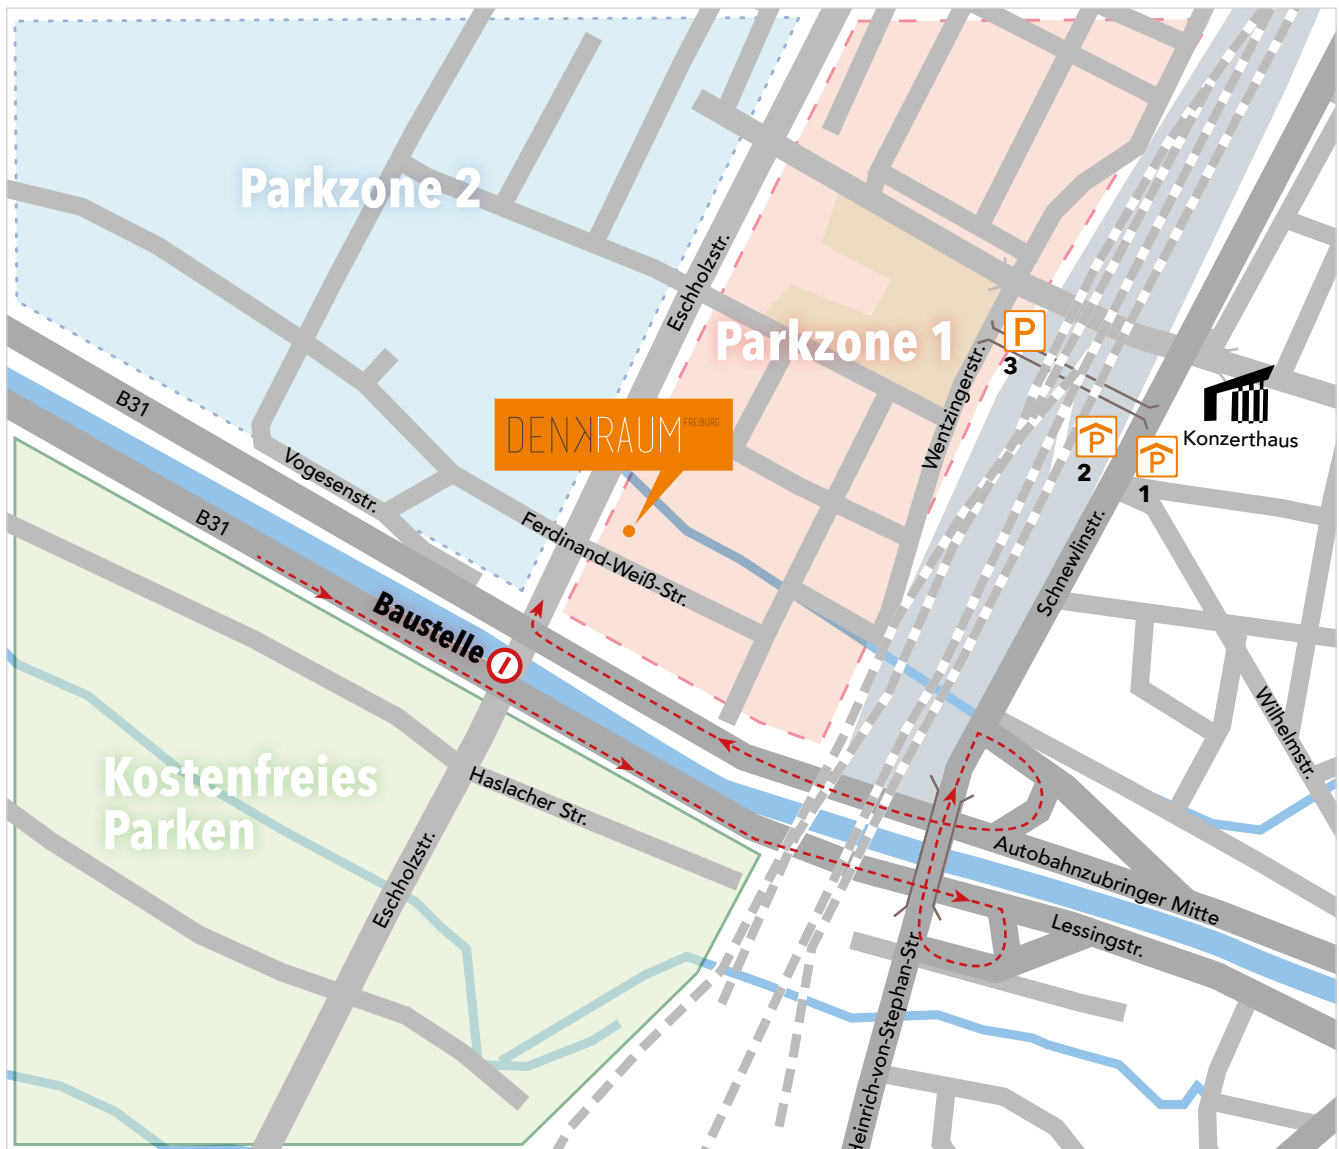 Parkzone 2
Eschholzstr.
Parkzone 1
P
3
Wentzingerstr.
Konzerthaus
P
2
P
1
B31
DENKRAUM FREIBURG
Vogesenstr.
B31
Ferdinand-Weiß-Str.
Schnewlinstr.
Baustelle
Wilhelmstr.
Kostenfreies
Parken
Haslacher Str.
Eschholzstr.
Autobahnzubringer Mitte
Lessingstr.
Heinrich-von-Stephan-Str.